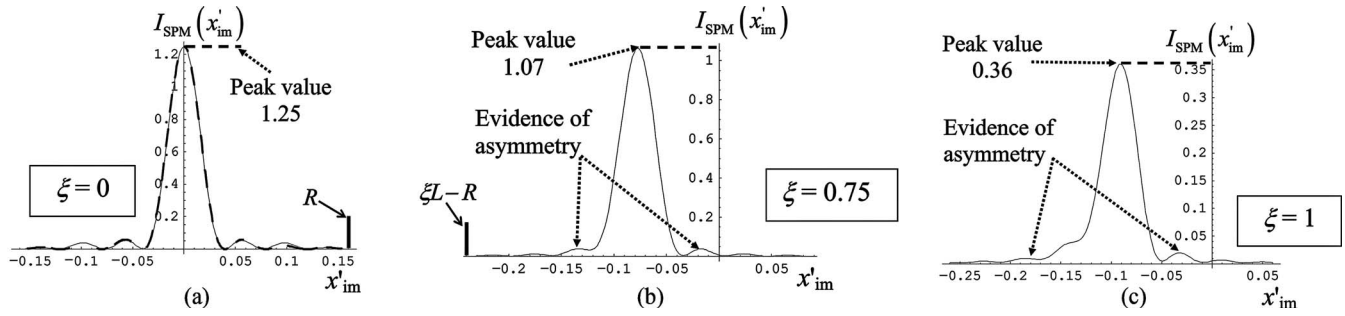 I_SPM(x'_im)
1.2
Peak value
1.25
1
0.8
0.6
0.4
0.2
ξ = 0
R
−0.15 −0.1 −0.05 0.05 0.1 0.15
x'_im
(a)
I_SPM(x'_im)
Peak value
1.07
1
0.8
Evidence of
asymmetry
0.6
0.4
0.2
ξL−R
ξ = 0.75
−0.2 −0.15 −0.1 −0.05 0.05
x'_im
(b)
I_SPM(x'_im)
Peak value
0.36
0.35
0.3
Evidence of
asymmetry
0.25
0.2
0.15
0.1
0.05
ξ = 1
−0.25 −0.2 −0.15 −0.1 −0.05 0.05
x'_im
(c)